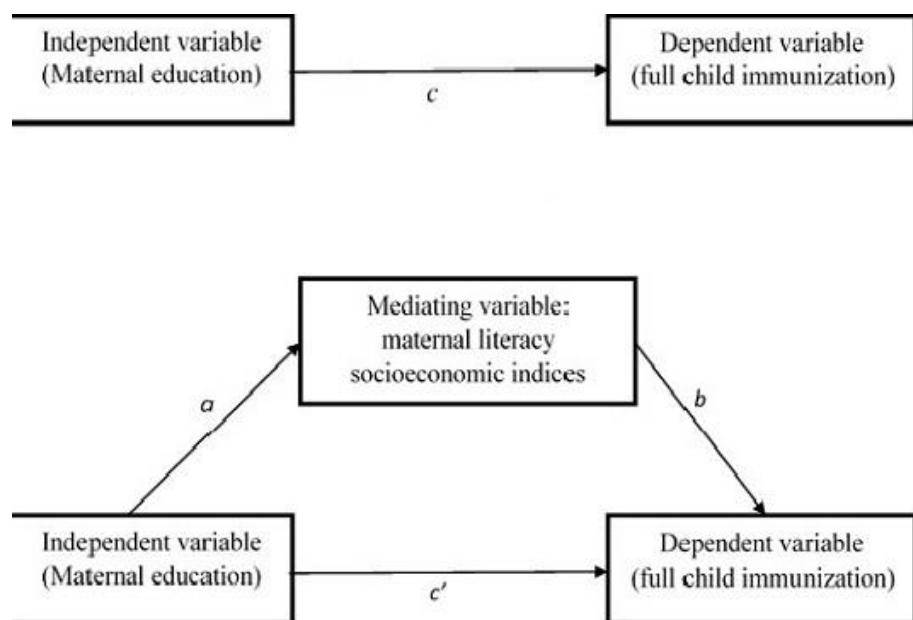 Independent variable
(Maternal education)
Dependent variable
(full child immunization)
c
Mediating variable:
maternal literacy
socioeconomic indices
a
b
Independent variable
(Maternal education)
Dependent variable
(full child immunization)
c'